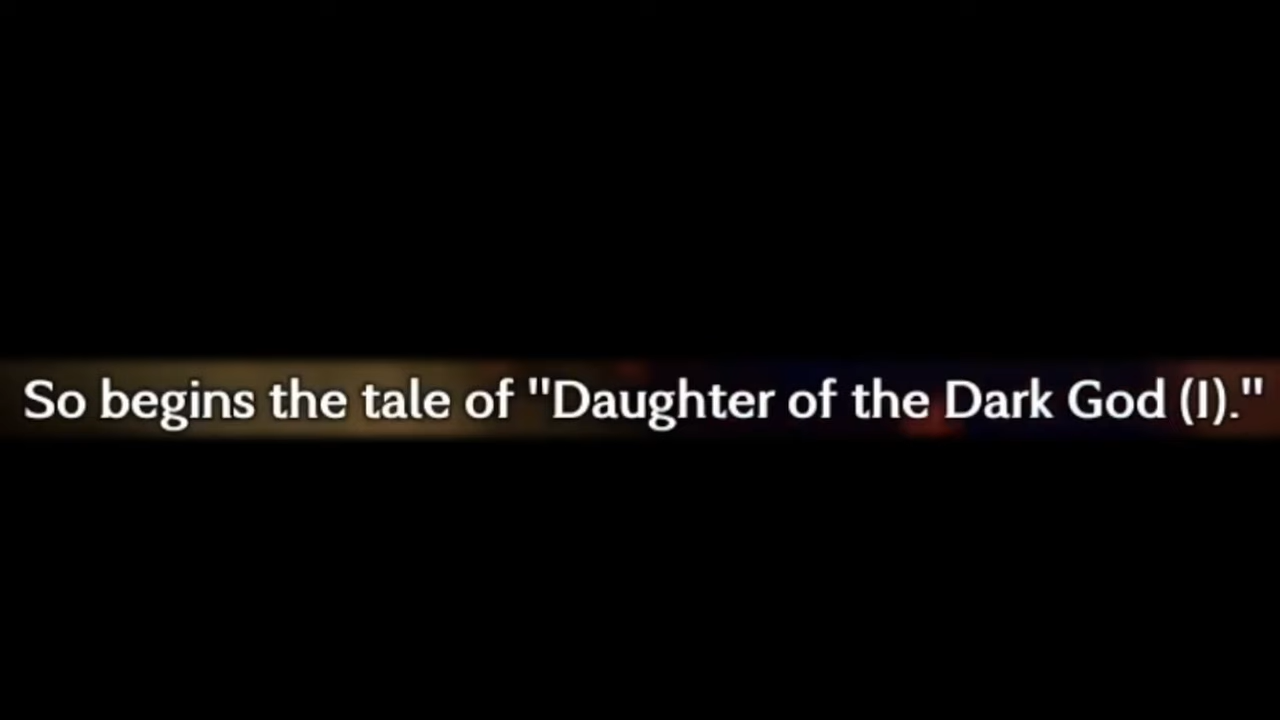 So begins the tale of "Daughter of the Dark God (I)."